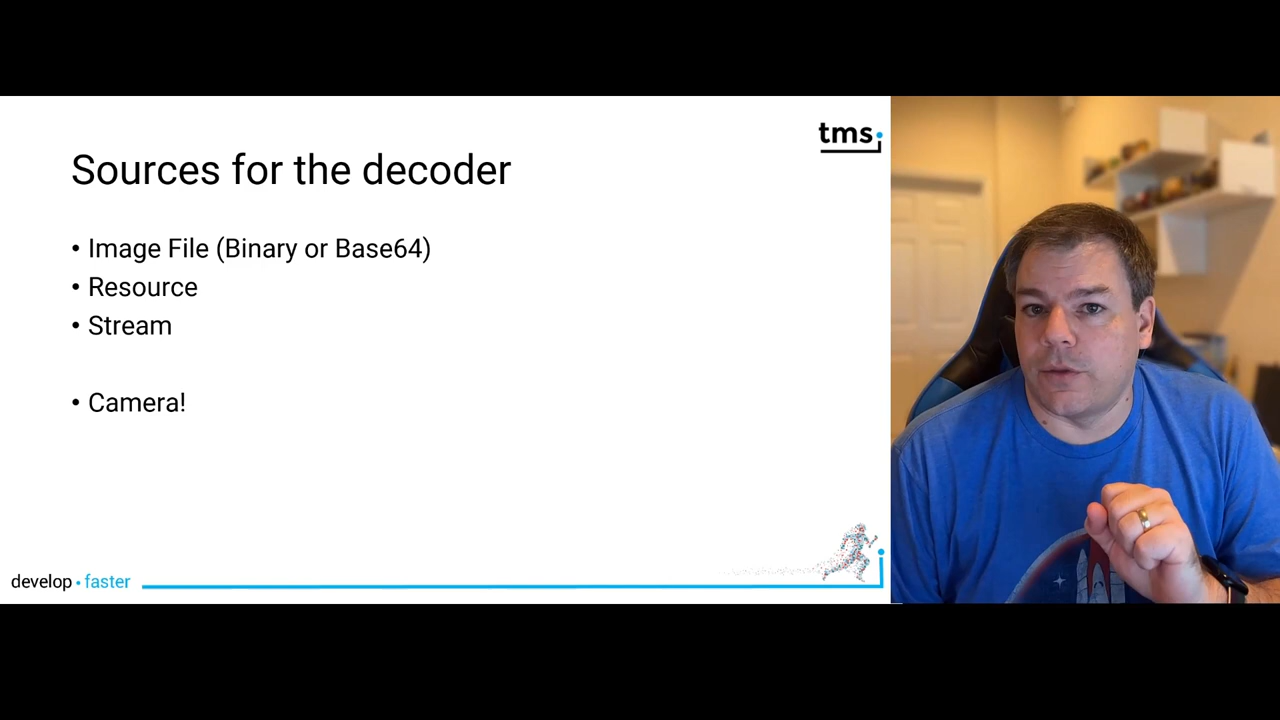 tms
Sources for the decoder
• Image File (Binary or Base64)
• Resource
• Stream
• Camera!
develop • faster